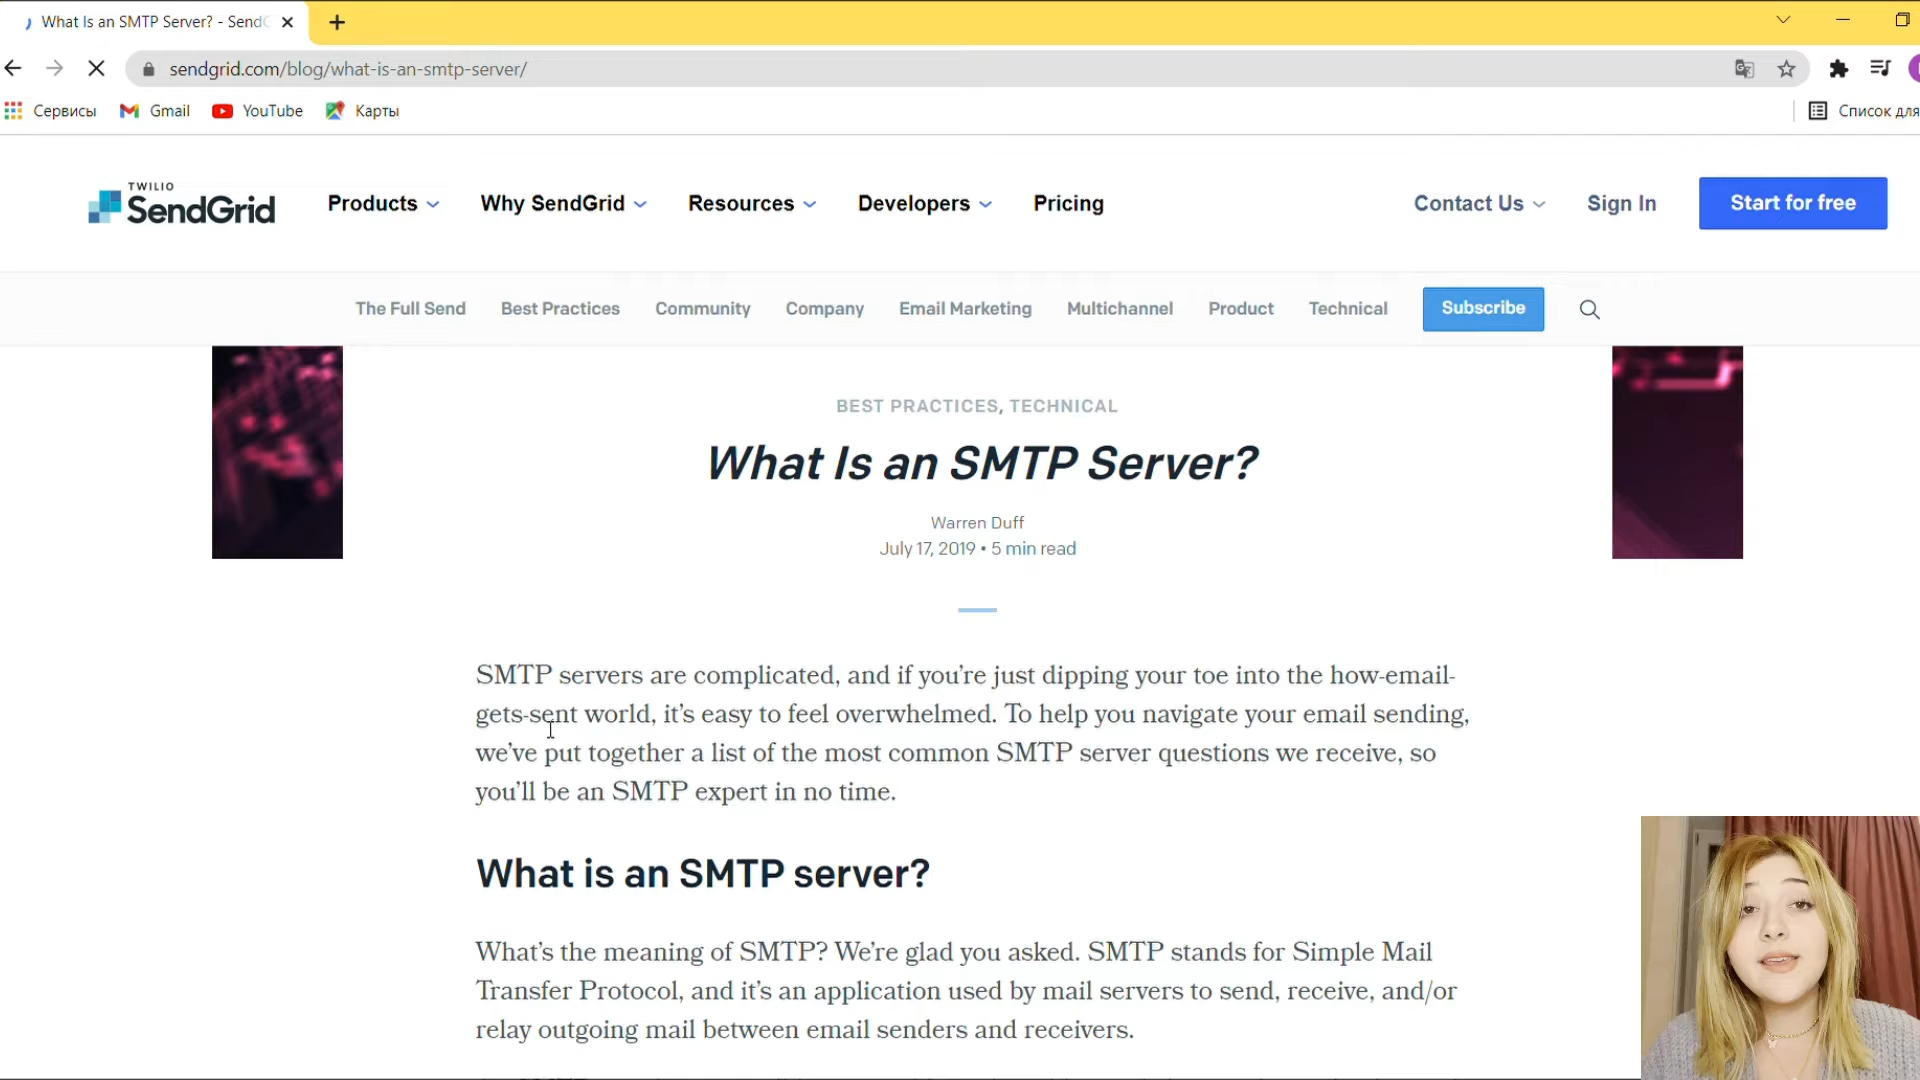 What Is an SMTP Server? - Send
sendgrid.com/blog/what-is-an-smtp-server/
Сервисы Gmail YouTube Карты Список для
TWILIO
SendGrid
Products Why SendGrid Resources Developers Pricing Contact Us Sign In Start for free
The Full Send Best Practices Community Company Email Marketing Multichannel Product Technical Subscribe
BEST PRACTICES, TECHNICAL
What Is an SMTP Server?
Warren Duff
July 17, 2019 • 5 min read
SMTP servers are complicated, and if you’re just dipping your toe into the how-email-
gets-sent world, it’s easy to feel overwhelmed. To help you navigate your email sending,
we’ve put together a list of the most common SMTP server questions we receive, so
you’ll be an SMTP expert in no time.
What is an SMTP server?
What’s the meaning of SMTP? We’re glad you asked. SMTP stands for Simple Mail
Transfer Protocol, and it’s an application used by mail servers to send, receive, and/or
relay outgoing mail between email senders and receivers.